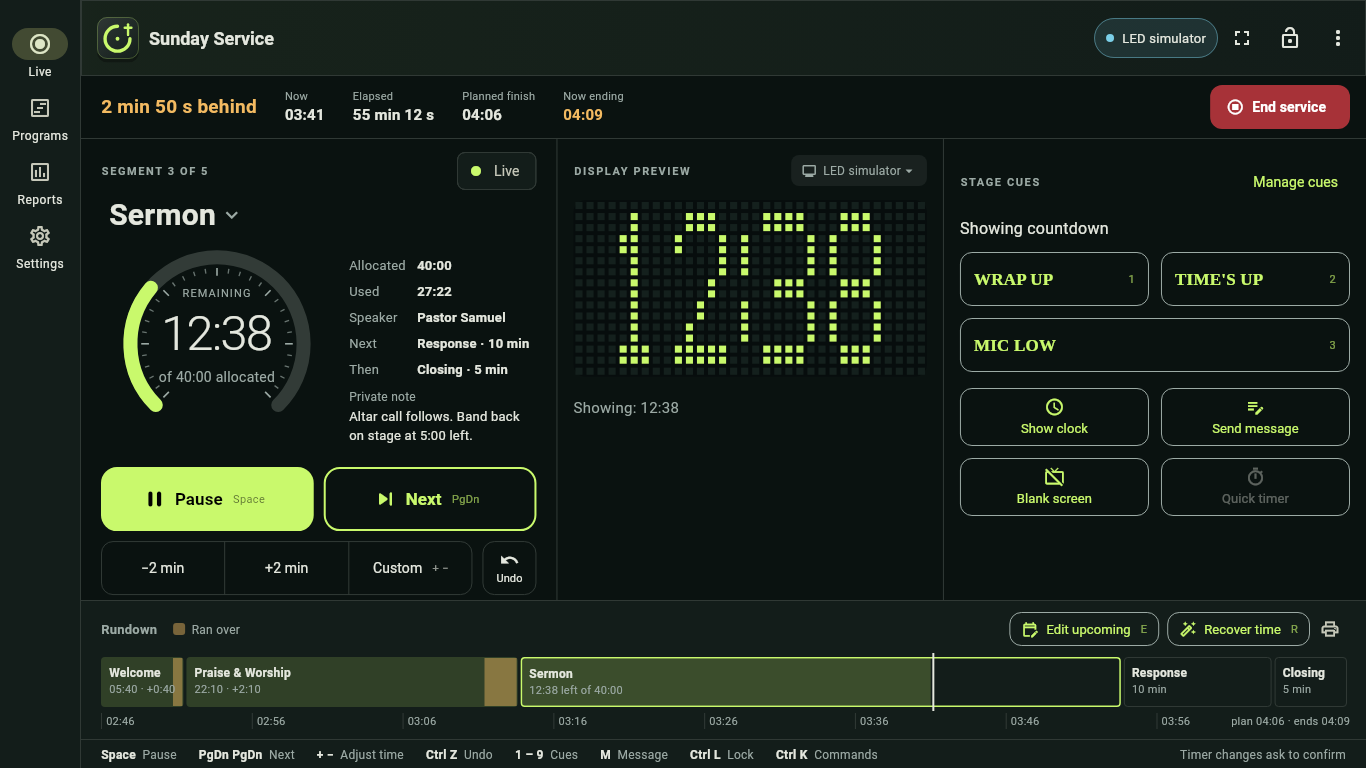 Live
Programs
Reports
Settings
Sunday Service
LED simulator
2 min 50 s behind
Now
03:41
Elapsed
55 min 12 s
Planned finish
04:06
Now ending
04:09
End service
SEGMENT 3 OF 5
Live
Sermon
REMAINING
12:38
of 40:00 allocated
Allocated 40:00
Used 27:22
Speaker Pastor Samuel
Next Response · 10 min
Then Closing · 5 min
Private note
Altar call follows. Band back
on stage at 5:00 left.
Pause Space
Next PgDn
−2 min
+2 min
Custom + −
Undo
DISPLAY PREVIEW
LED simulator
12:38
Showing: 12:38
STAGE CUES
Manage cues
Showing countdown
WRAP UP 1
TIME'S UP 2
MIC LOW 3
Show clock
Send message
Blank screen
Quick timer
Rundown
Ran over
Edit upcoming E
Recover time R
Welcome
05:40 · +0:40
Praise & Worship
22:10 · +2:10
Sermon
12:38 left of 40:00
Response
10 min
Closing
5 min
02:46 02:56 03:06 03:16 03:26 03:36 03:46 03:56 plan 04:06 · ends 04:09
Space Pause PgDn PgDn Next + − Adjust time Ctrl Z Undo 1 – 9 Cues M Message Ctrl L Lock Ctrl K Commands Timer changes ask to confirm